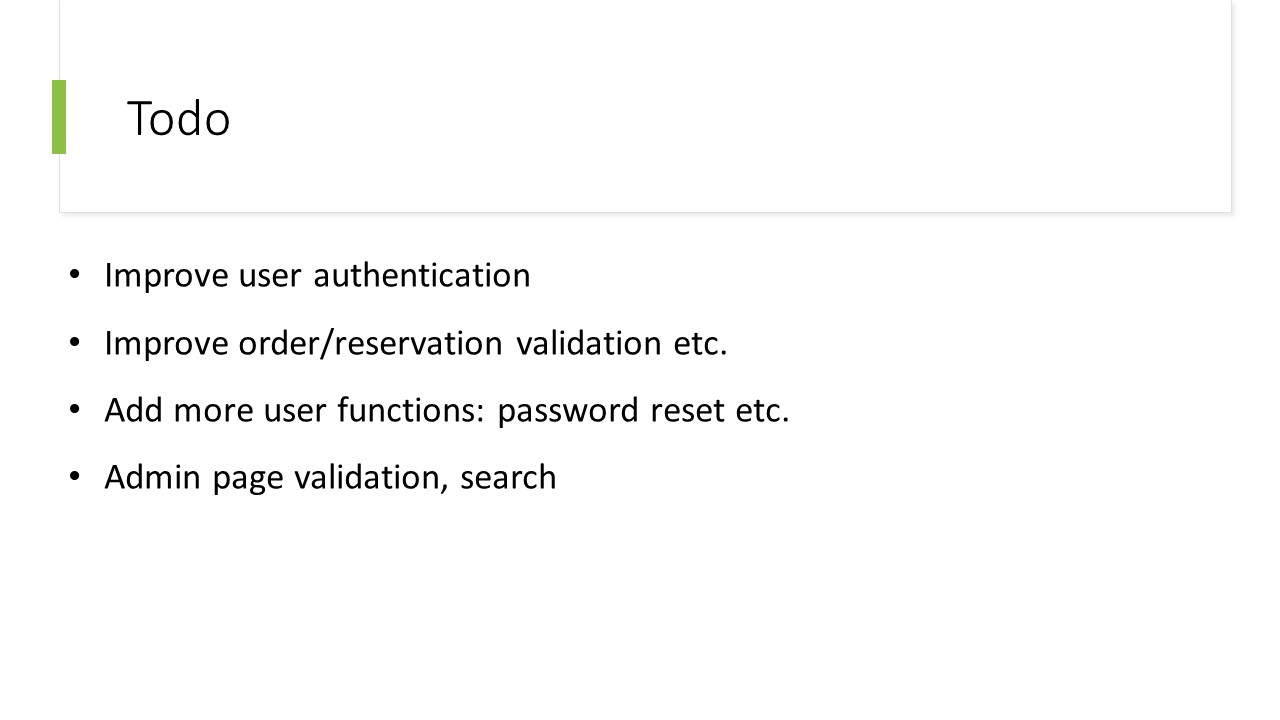 Todo
• Improve user authentication
• Improve order/reservation validation etc.
• Add more user functions: password reset etc.
• Admin page validation, search